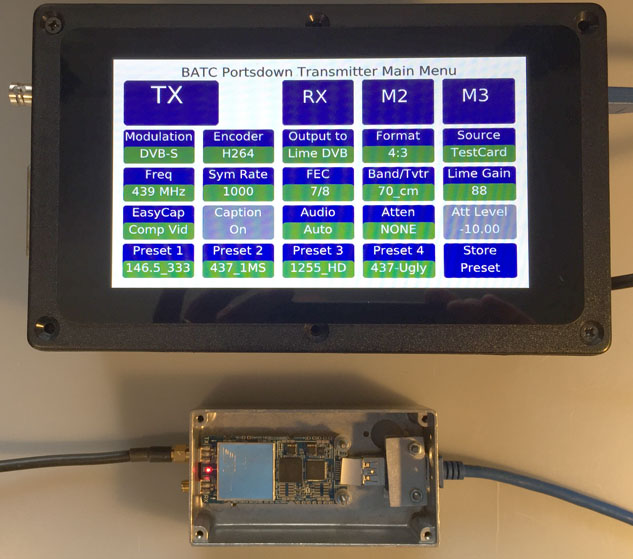 BATC Portsdown Transmitter Main Menu
TX RX M2 M3
Modulation Encoder Output to Format Source
DVB-S H264 Lime DVB 4:3 TestCard
Freq Sym Rate FEC Band/Tvtr Lime Gain
439 MHz 1000 7/8 70_cm 88
EasyCap Caption Audio Atten Att Level
Comp Vid On Auto NONE -10.00
Preset 1 Preset 2 Preset 3 Preset 4 Store
146.5_333 437_1MS 1255_HD 437-Ugly Preset